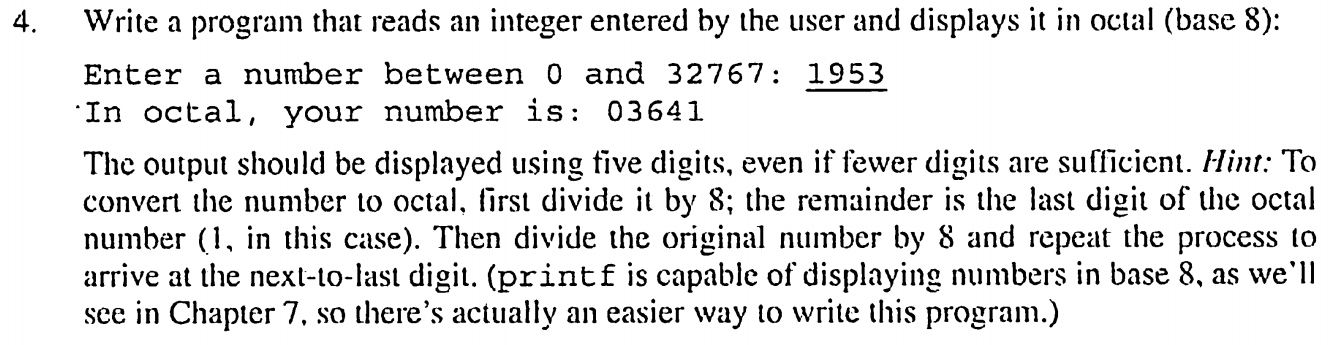 4. Write a program that reads an integer entered by the user and displays it in octal (base 8):
Enter a number between 0 and 32767: 1953
In octal, your number is: 03641
The output should be displayed using five digits, even if fewer digits are sufficient. Hint: To
convert the number to octal, first divide it by 8; the remainder is the last digit of the octal
number (1, in this case). Then divide the original number by 8 and repeat the process to
arrive at the next-to-last digit. (printf is capable of displaying numbers in base 8, as we'll
see in Chapter 7, so there's actually an easier way to write this program.)